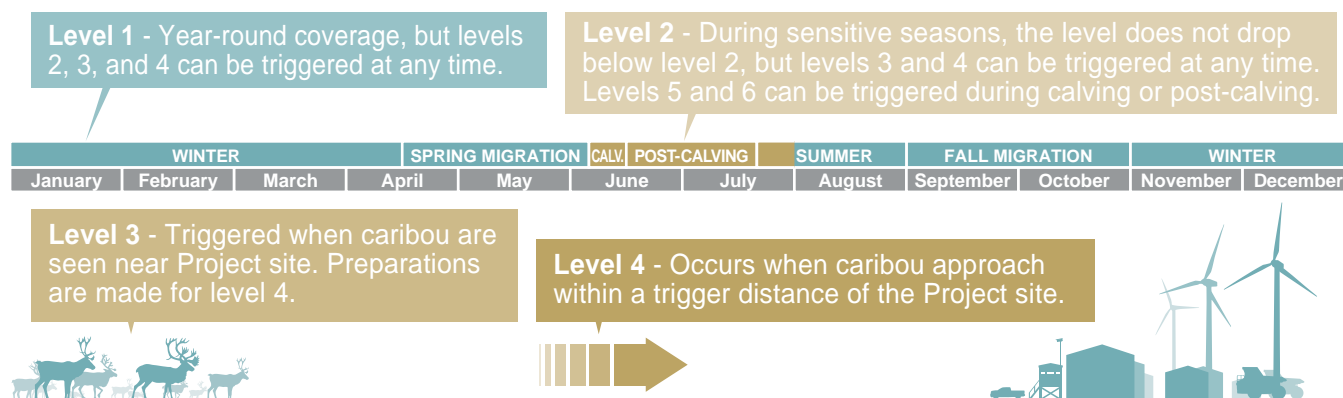 Level 1 - Year-round coverage, but levels
2, 3, and 4 can be triggered at any time.
Level 2 - During sensitive seasons, the level does not drop
below level 2, but levels 3 and 4 can be triggered at any time.
Levels 5 and 6 can be triggered during calving or post-calving.
WINTER SPRING MIGRATION CALV. POST-CALVING SUMMER FALL MIGRATION WINTER
January February March April May June July August September October November December
Level 3 - Triggered when caribou are
seen near Project site. Preparations
are made for level 4.
Level 4 - Occurs when caribou approach
within a trigger distance of the Project site.